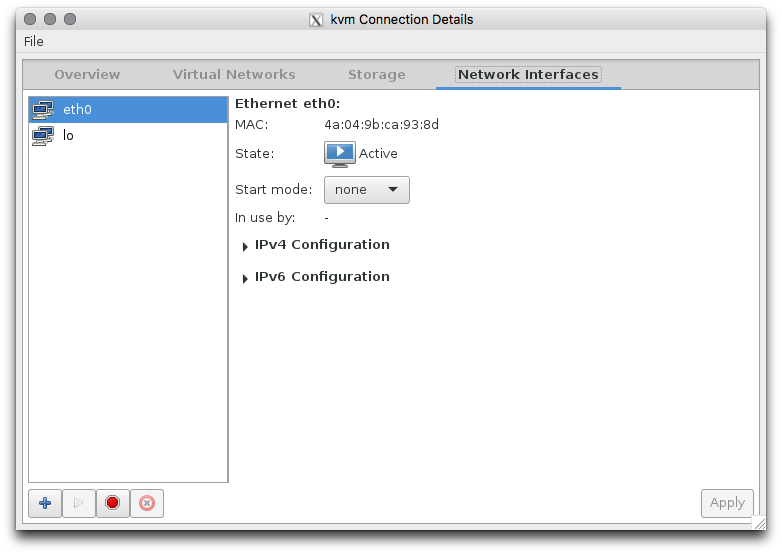 kvm Connection Details
File
Overview Virtual Networks Storage Network Interfaces
eth0
lo
Ethernet eth0:
MAC: 4a:04:9b:ca:93:8d
State: Active
Start mode: none
In use by: -
IPv4 Configuration
IPv6 Configuration
Apply